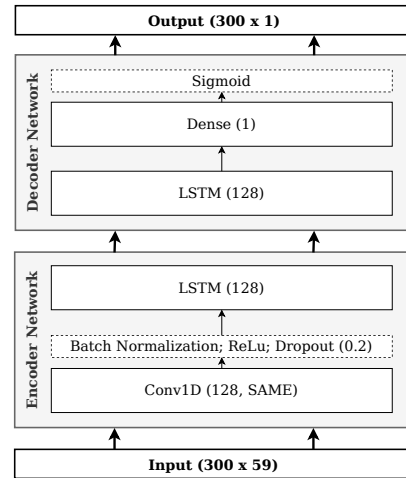 Output (300 x 1)
Decoder Network
Sigmoid
Dense (1)
LSTM (128)
Encoder Network
LSTM (128)
Batch Normalization; ReLu; Dropout (0.2)
Conv1D (128, SAME)
Input (300 x 59)